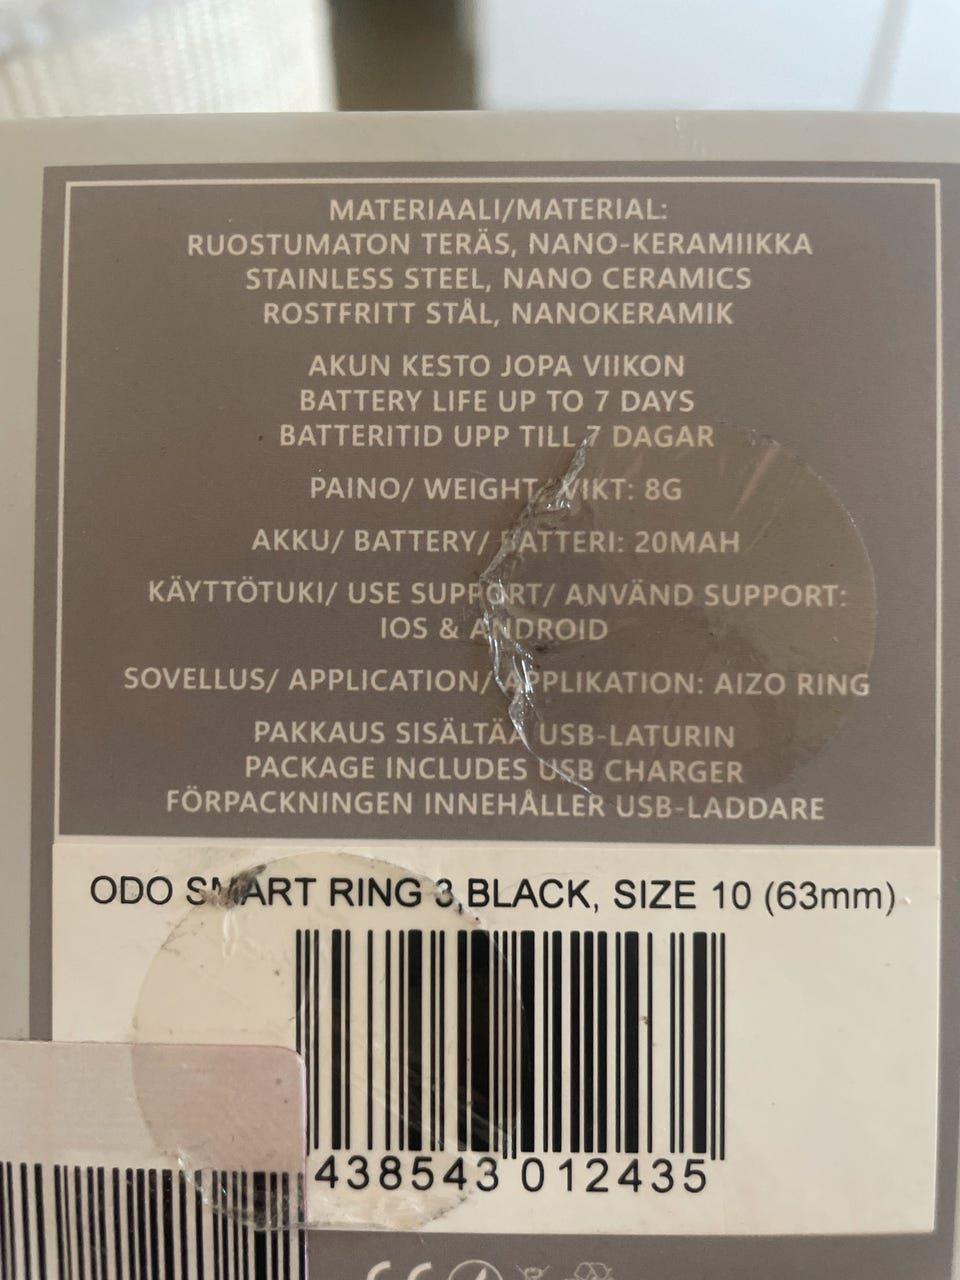 MATERIAALI/MATERIAL:
RUOSTUMATON TERÄS, NANO-KERAMIIKKA
STAINLESS STEEL, NANO CERAMICS
ROSTFRITT STÅL, NANOKERAMIK
AKUN KESTO JOPA VIIKON
BATTERY LIFE UP TO 7 DAYS
BATTERITID UPP TILL 7 DAGAR
PAINO/ WEIGHT/ VIKT: 8G
AKKU/ BATTERY/ BATTERI: 20MAH
KÄYTTÖTUKI/ USE SUPPORT/ ANVÄND SUPPORT:
IOS & ANDROID
SOVELLUS/ APPLICATION/ APPLIKATION: AIZO RING
PAKKAUS SISÄLTÄÄ USB-LATURIN
PACKAGE INCLUDES USB CHARGER
FÖRPACKNINGEN INNEHÅLLER USB-LADDARE
ODO SMART RING 3,BLACK, SIZE 10 (63mm)
438543 012435
CE